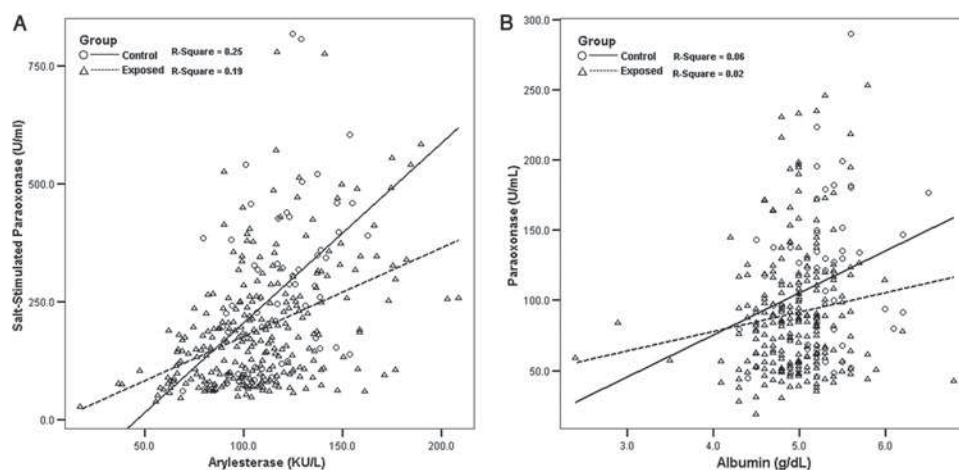 A
Group
Control R-Square = 0.25
Exposed R-Square = 0.19
Salt-Stimulated Paraoxonase (U/ml)
750.0
500.0
250.0
0.0
50.0 100.0 150.0 200.0
Arylesterase (KU/L)
B
Group
Control R-Square = 0.06
Exposed R-Square = 0.02
Paraoxonase (U/mL)
300.0
250.0
200.0
150.0
100.0
50.0
3.0 4.0 5.0 6.0
Albumin (g/dL)